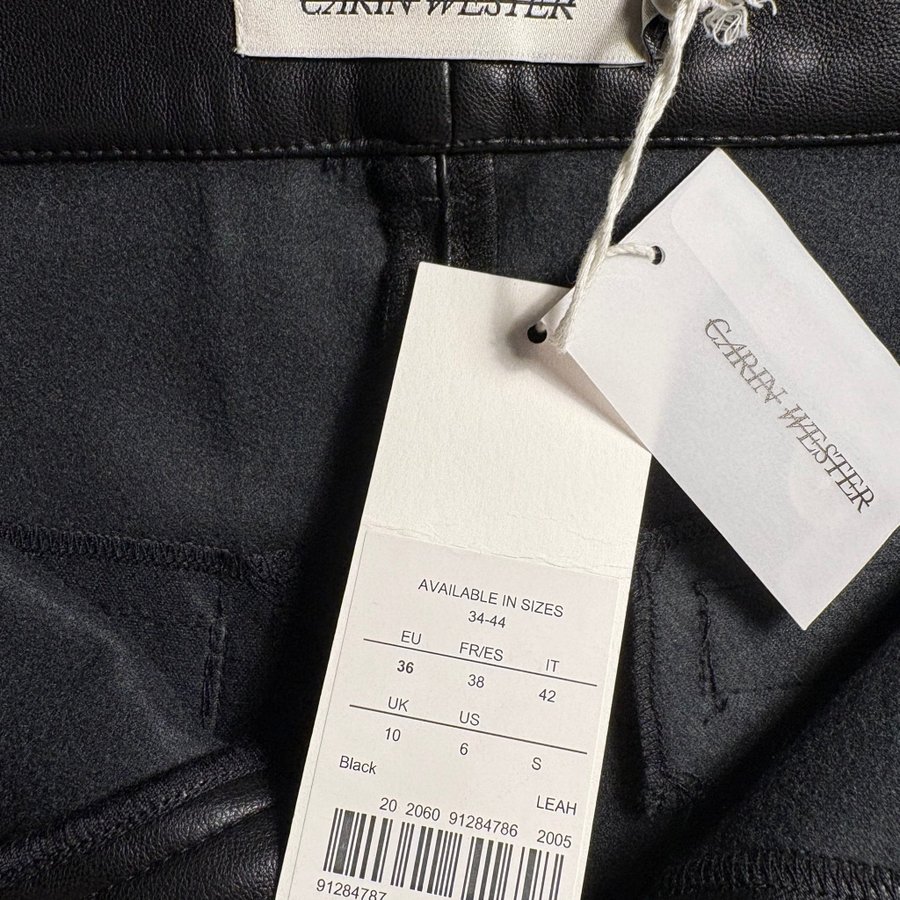 CARIN WESTER
CARIN WESTER
AVAILABLE IN SIZES
34-44
EU FR/ES IT
36 38 42
UK US
10 6 S
Black
LEAH
20 2060 91284786 2005
91284787